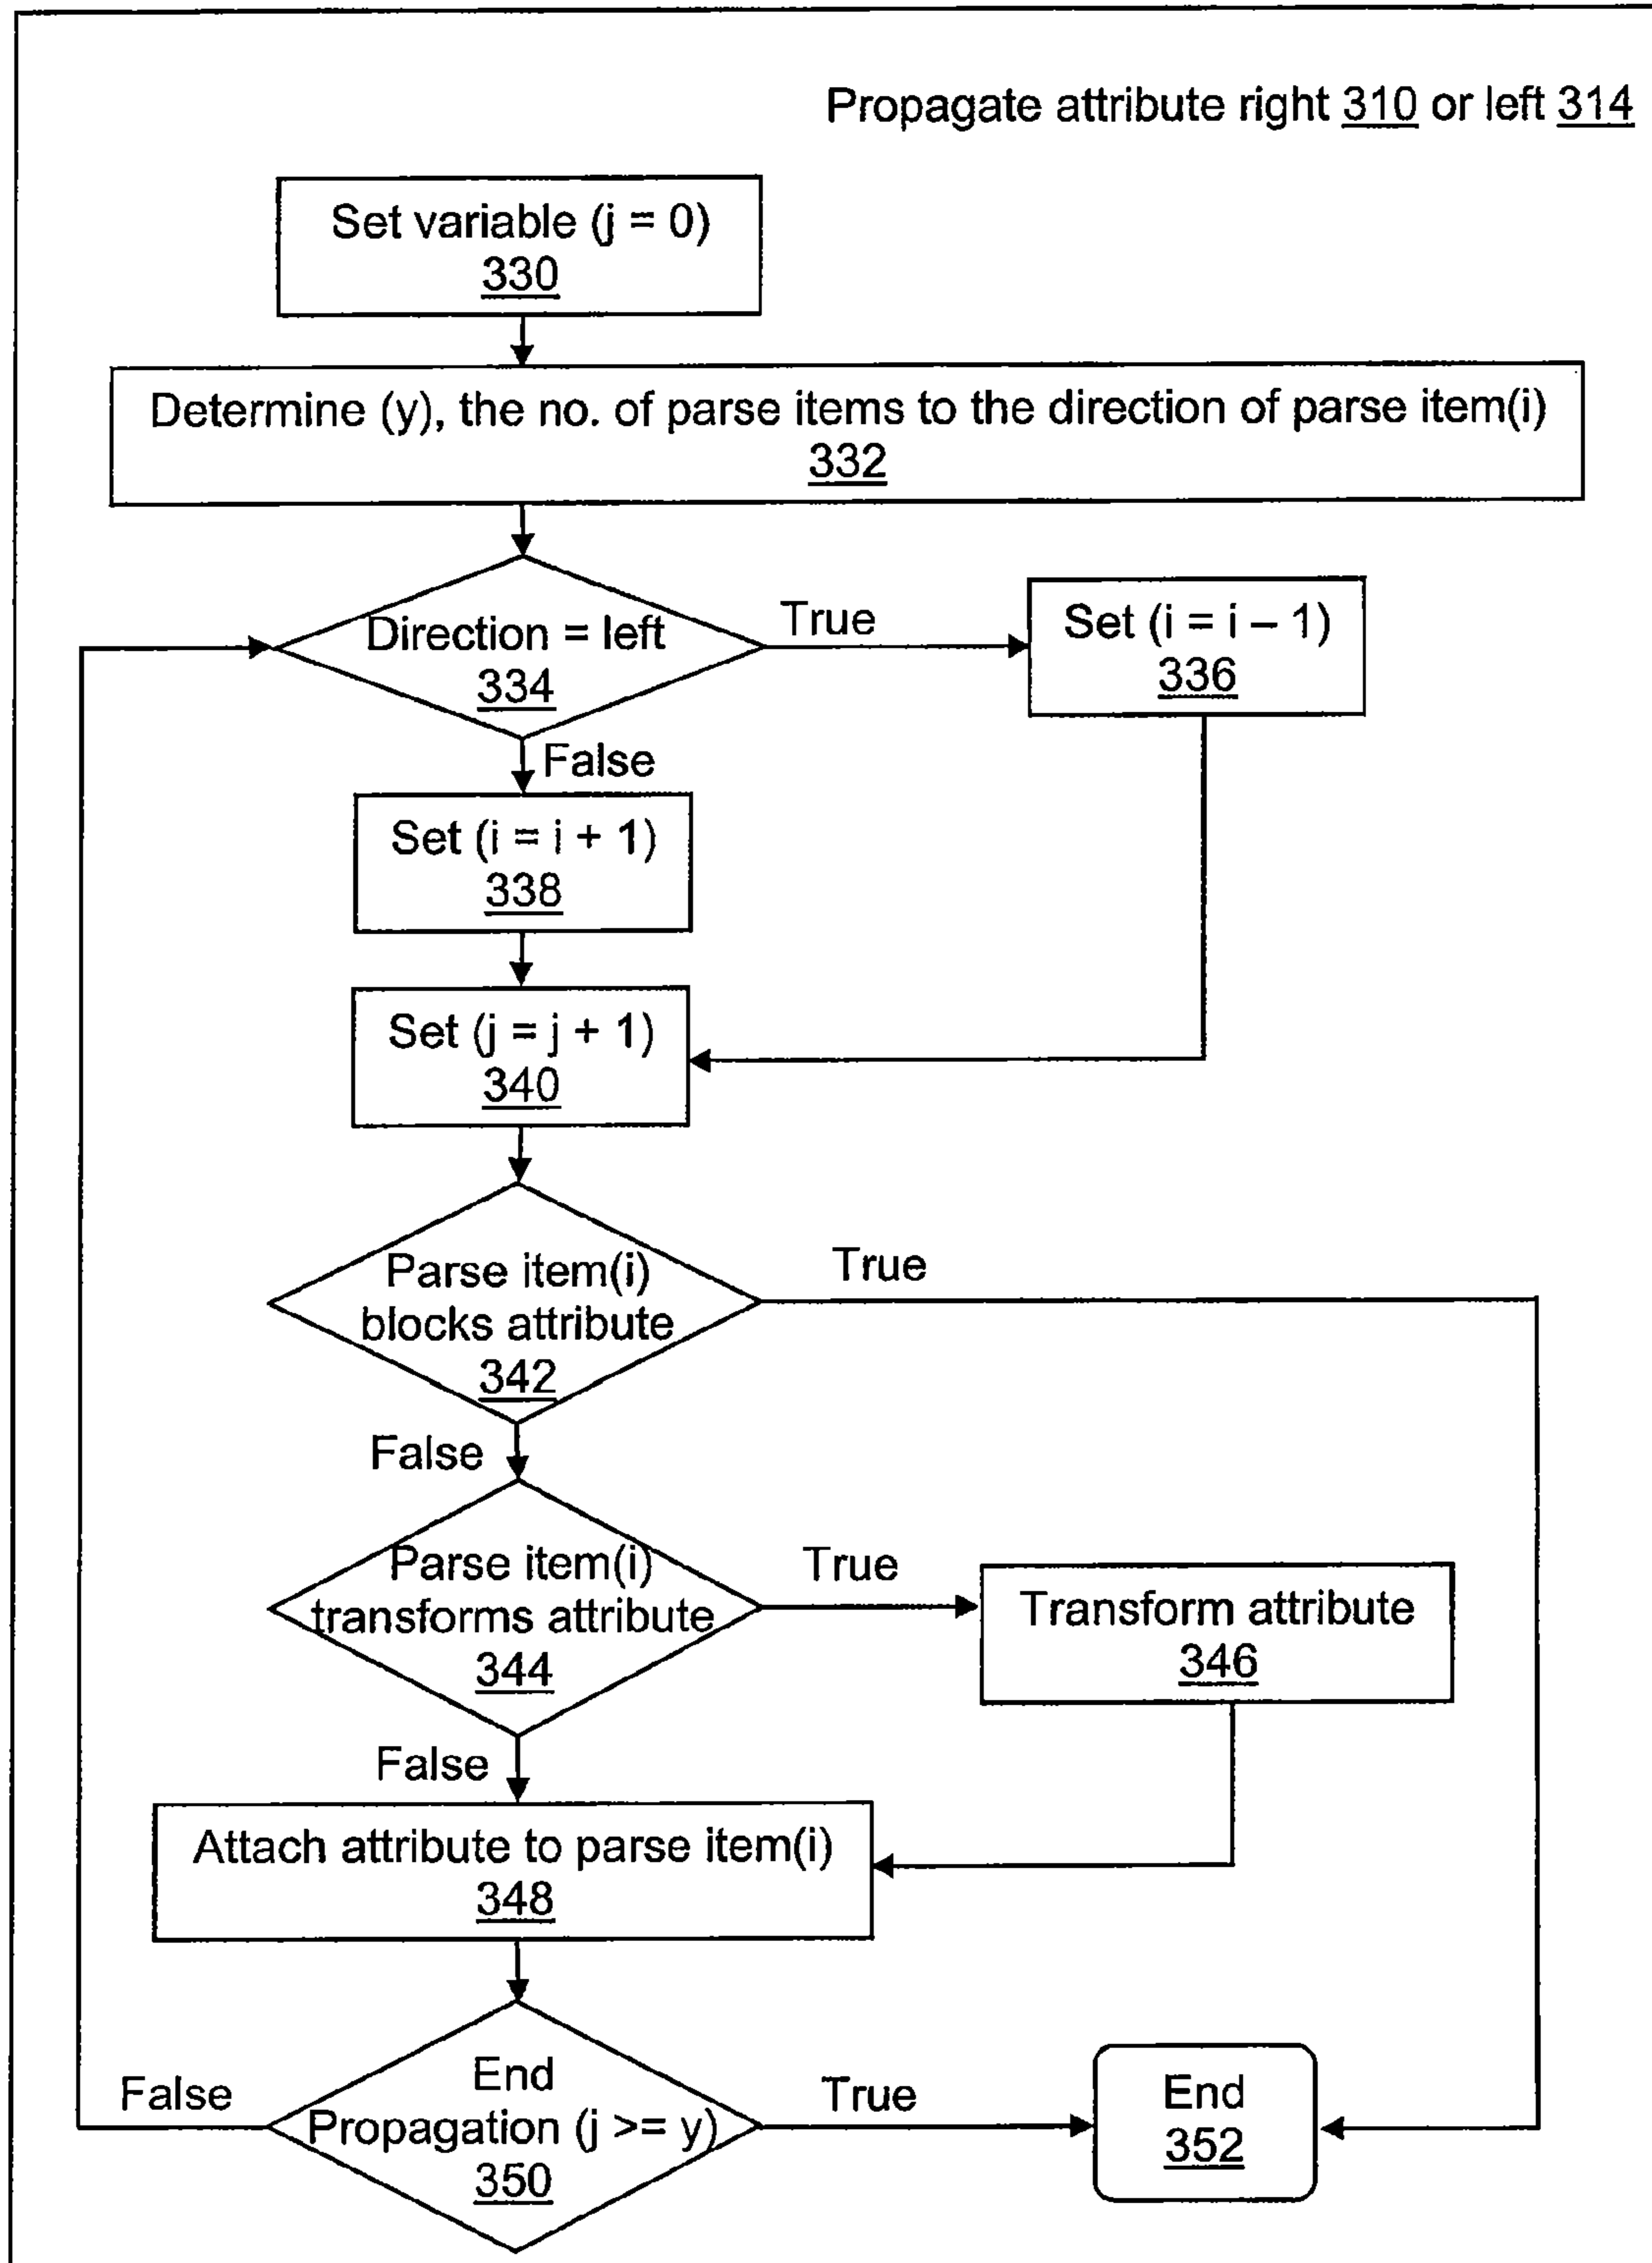 Propagate attribute right 310 or left 314
Set variable (j = 0)
330
Determine (y), the no. of parse items to the direction of parse item(i)
332
Direction = left
334
True
Set (i = i – 1)
336
False
Set (i = i + 1)
338
Set (j = j + 1)
340
Parse item(i)
blocks attribute
342
True
False
Parse item(i)
transforms attribute
344
True
Transform attribute
346
False
Attach attribute to parse item(i)
348
End
Propagation (j >= y)
350
False
True
End
352